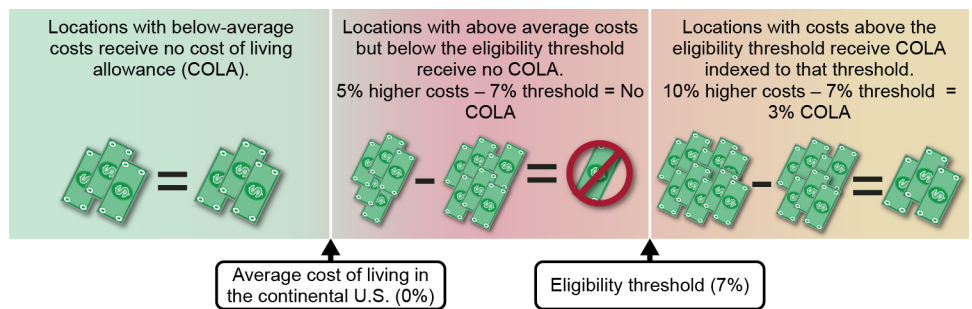 Locations with below-average
costs receive no cost of living
allowance (COLA).
Locations with above average costs
but below the eligibility threshold
receive no COLA.
5% higher costs – 7% threshold = No
COLA
Locations with costs above the
eligibility threshold receive COLA
indexed to that threshold.
10% higher costs – 7% threshold =
3% COLA
Average cost of living in
the continental U.S. (0%)
Eligibility threshold (7%)